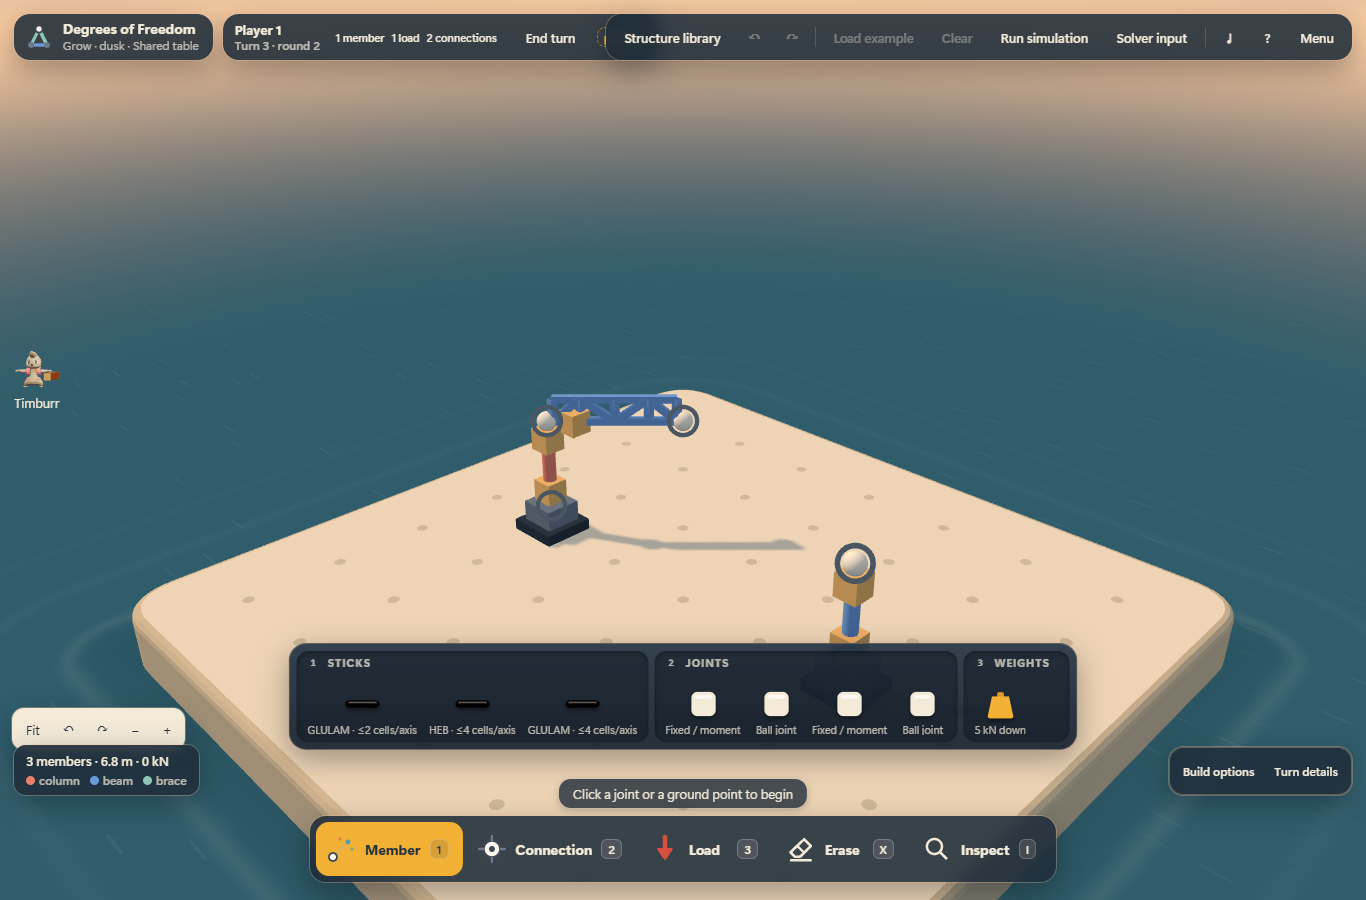 Degrees of Freedom
Grow · dusk · Shared table
Player 1
Turn 3 · round 2
1 member 1 load 2 connections
End turn
Structure library
Load example
Clear
Run simulation
Solver input
?
Menu
Timburr
1 STICKS
GLULAM · ≤2 cells/axis
HEB · ≤4 cells/axis
GLULAM · ≤4 cells/axis
2 JOINTS
Fixed / moment
Ball joint
Fixed / moment
Ball joint
3 WEIGHTS
5 kN down
Fit
− +
3 members · 6.8 m · 0 kN
column beam brace
Build options
Turn details
Click a joint or a ground point to begin
Member 1
Connection 2
Load 3
Erase X
Inspect I